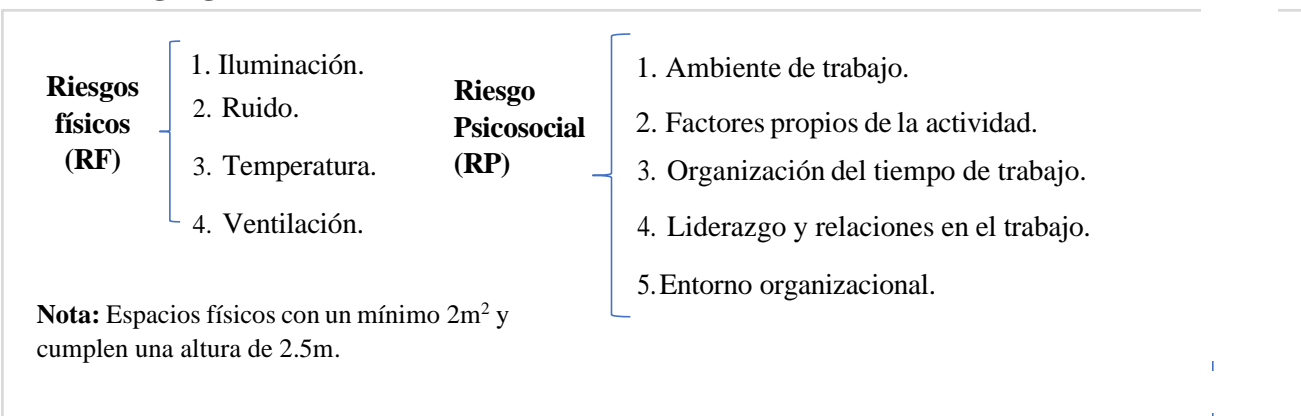 Riesgos
físicos
(RF)
1. Iluminación.
2. Ruido.
3. Temperatura.
4. Ventilación.
Riesgo
Psicosocial
(RP)
1. Ambiente de trabajo.
2. Factores propios de la actividad.
3. Organización del tiempo de trabajo.
4. Liderazgo y relaciones en el trabajo.
5.Entorno organizacional.
Nota: Espacios físicos con un mínimo 2m² y
cumplen una altura de 2.5m.